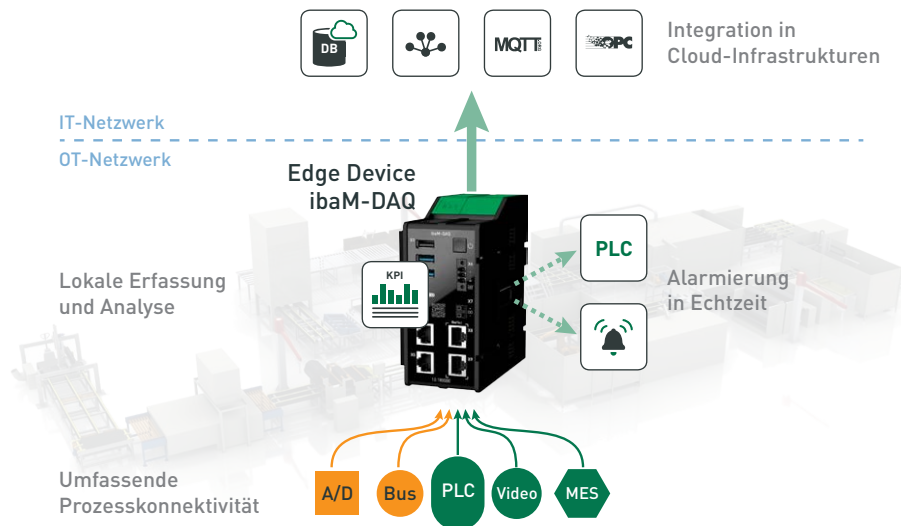 DB
MQTT
OPC
Integration in
Cloud-Infrastrukturen
IT-Netzwerk
OT-Netzwerk
Edge Device
ibaM-DAQ
KPI
PLC
Lokale Erfassung
und Analyse
Alarmierung
in Echtzeit
Umfassende
Prozesskonnektivität
A/D
Bus
PLC
Video
MES